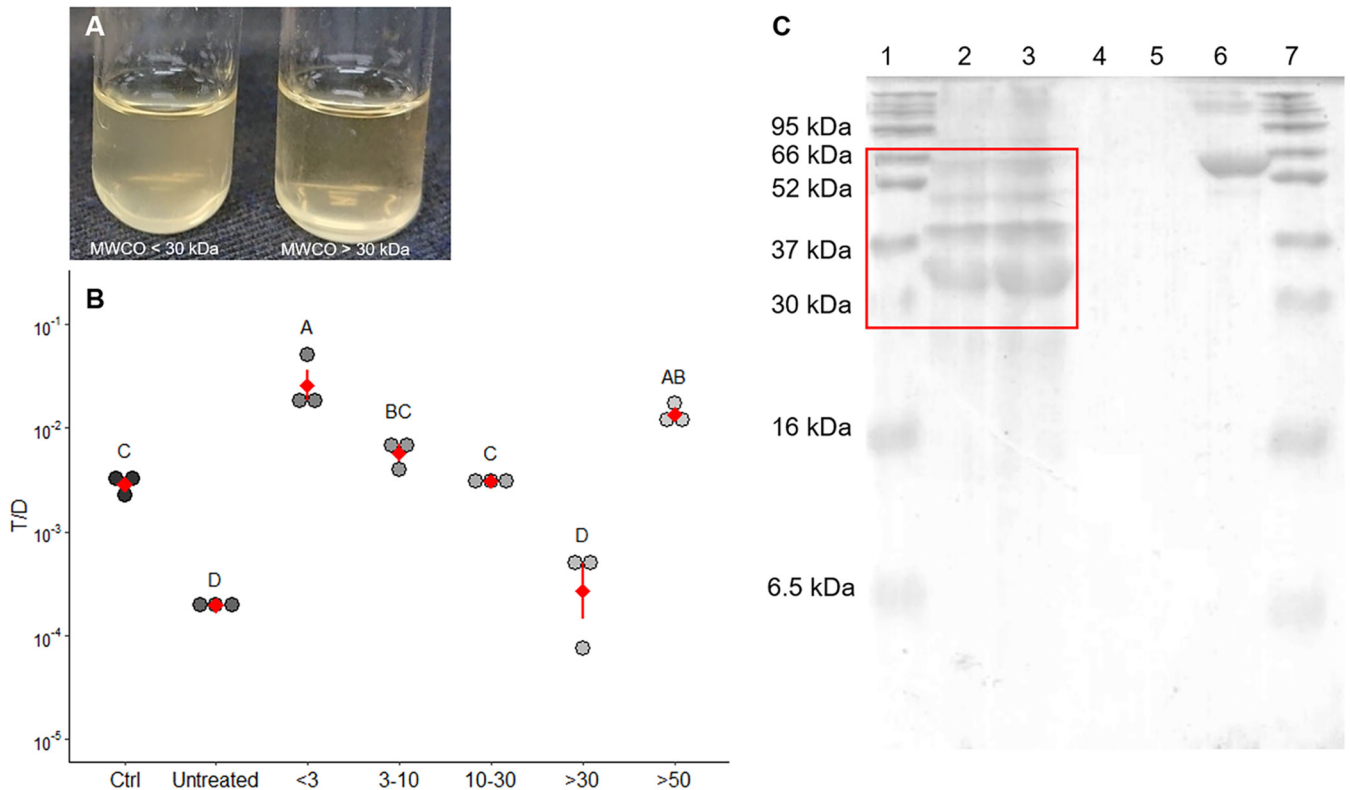 A
MWCO < 30 kDa
MWCO > 30 kDa
B
T/D
10-1
10-2
10-3
10-4
10-5
C
D
A
BC
C
D
AB
Ctrl
Untreated
<3
3-10
10-30
>30
>50
C
1 2 3 4 5 6 7
95 kDa
66 kDa
52 kDa
37 kDa
30 kDa
16 kDa
6.5 kDa